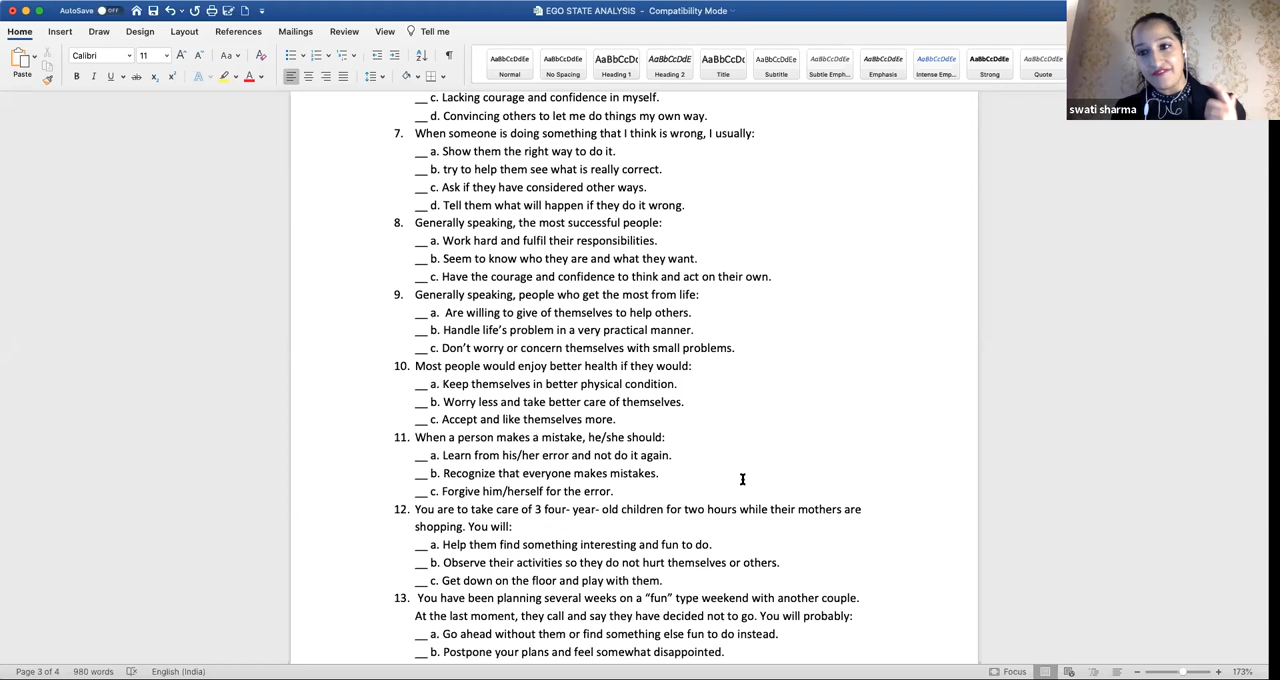 AutoSave OFF
EGO STATE ANALYSIS - Compatibility Mode
Home Insert Draw Design Layout References Mailings Review View Tell me
Paste
Calibri 11
B I U ab x₂ x² A A
AaBbCcDdEe AaBbCcDdEe AaBbCcDc AaBbCcDdEe AaBbCcDc AaBbCcDdEe AaBbCcDdEe AaBbCcDdEe AaBbCcDdEe AaBbCcDdEe AaBbCcDdEe
Normal No Spacing Heading 1 Heading 2 Title Subtitle Subtle Emph... Emphasis Intense Emp... Strong Quote
swati sharma
__ c. Lacking courage and confidence in myself.
__ d. Convincing others to let me do things my own way.
7. When someone is doing something that I think is wrong, I usually:
__ a. Show them the right way to do it.
__ b. try to help them see what is really correct.
__ c. Ask if they have considered other ways.
__ d. Tell them what will happen if they do it wrong.
8. Generally speaking, the most successful people:
__ a. Work hard and fulfil their responsibilities.
__ b. Seem to know who they are and what they want.
__ c. Have the courage and confidence to think and act on their own.
9. Generally speaking, people who get the most from life:
__ a. Are willing to give of themselves to help others.
__ b. Handle life's problem in a very practical manner.
__ c. Don't worry or concern themselves with small problems.
10. Most people would enjoy better health if they would:
__ a. Keep themselves in better physical condition.
__ b. Worry less and take better care of themselves.
__ c. Accept and like themselves more.
11. When a person makes a mistake, he/she should:
__ a. Learn from his/her error and not do it again.
__ b. Recognize that everyone makes mistakes.
__ c. Forgive him/herself for the error.
12. You are to take care of 3 four- year- old children for two hours while their mothers are
shopping. You will:
__ a. Help them find something interesting and fun to do.
__ b. Observe their activities so they do not hurt themselves or others.
__ c. Get down on the floor and play with them.
13. You have been planning several weeks on a "fun" type weekend with another couple.
At the last moment, they call and say they have decided not to go. You will probably:
__ a. Go ahead without them or find something else fun to do instead.
__ b. Postpone your plans and feel somewhat disappointed.
Page 3 of 4 980 words English (India) Focus 173%